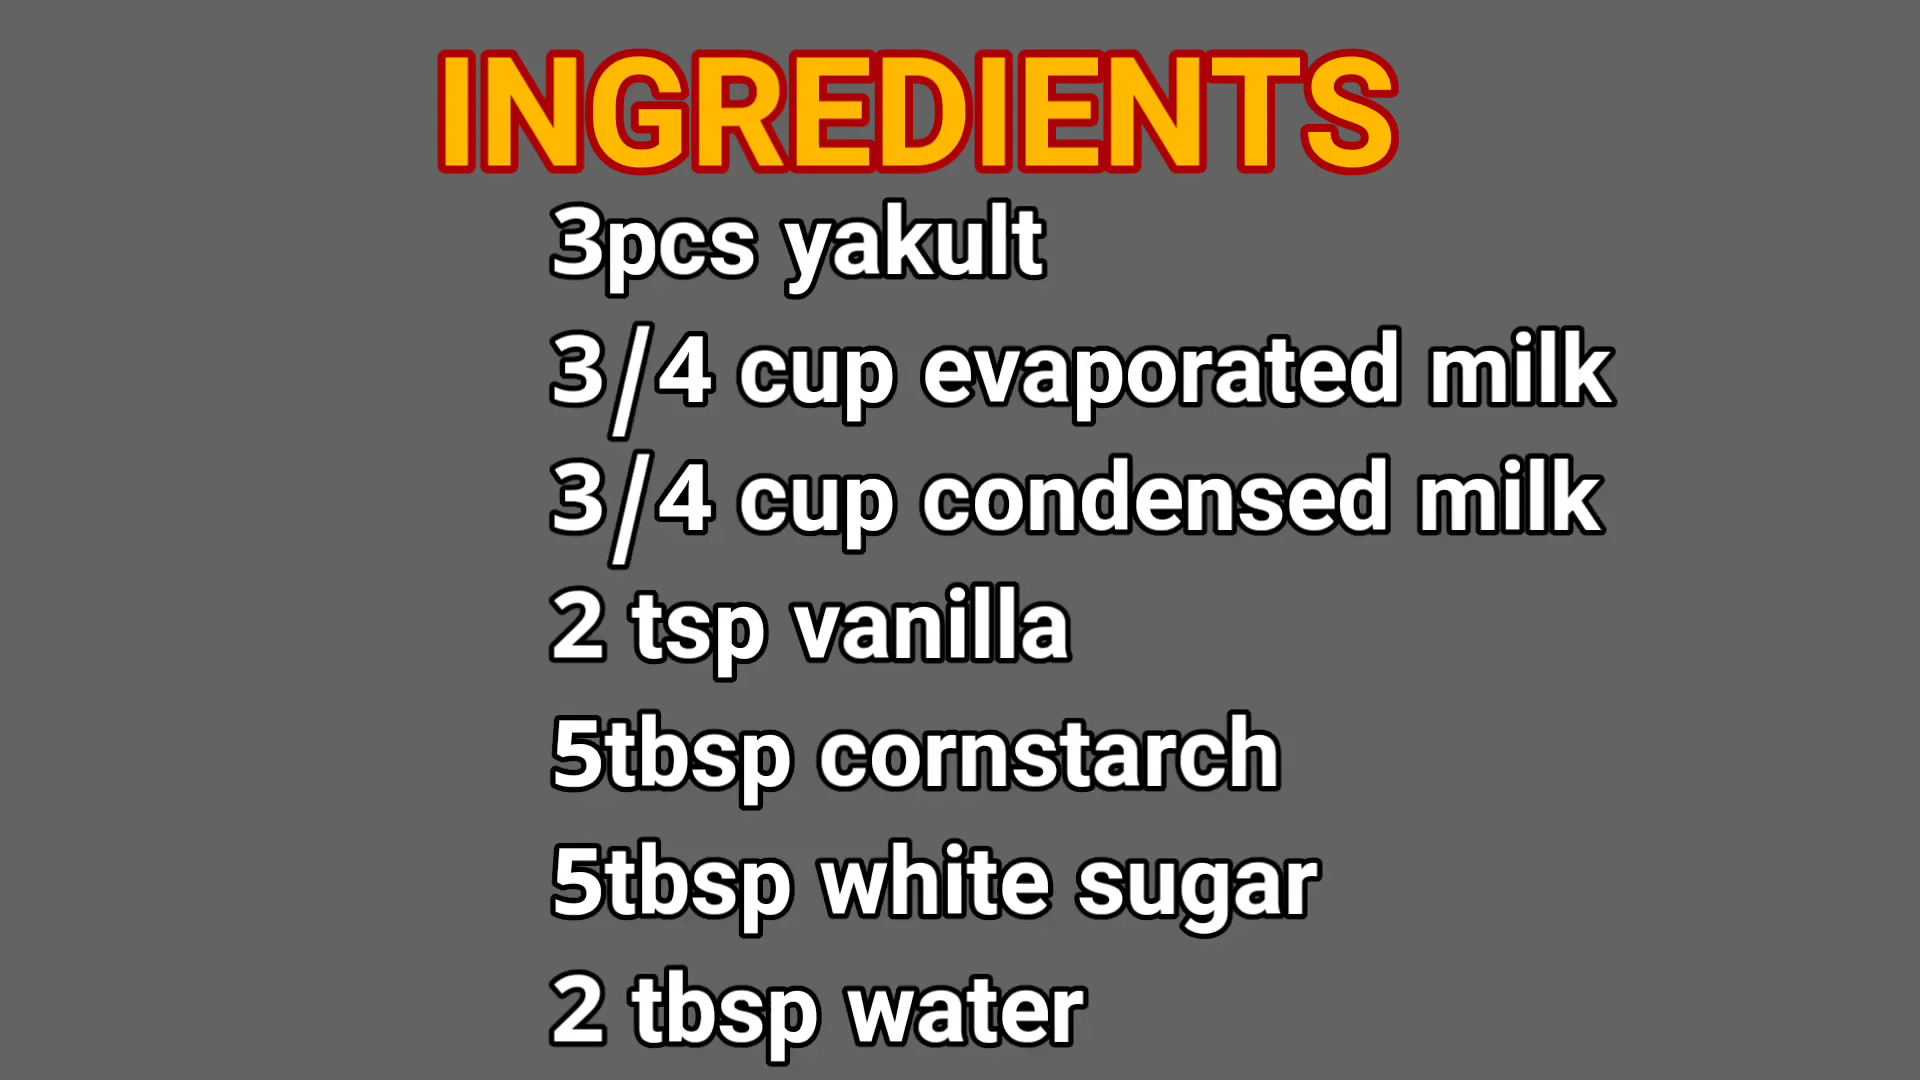 INGREDIENTS
3pcs yakult
3/4 cup evaporated milk
3/4 cup condensed milk
2 tsp vanilla
5tbsp cornstarch
5tbsp white sugar
2 tbsp water